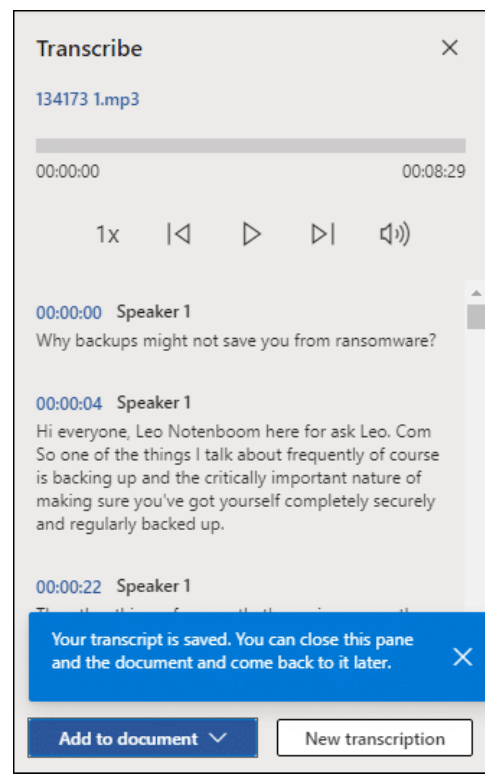 Transcribe
134173 1.mp3
00:00:00 00:08:29
1x
00:00:00 Speaker 1
Why backups might not save you from ransomware?
00:00:04 Speaker 1
Hi everyone, Leo Notenboom here for ask Leo. Com
So one of the things I talk about frequently of course
is backing up and the critically important nature of
making sure you've got yourself completely securely
and regularly backed up.
00:00:22 Speaker 1
Your transcript is saved. You can close this pane
and the document and come back to it later.
Add to document
New transcription